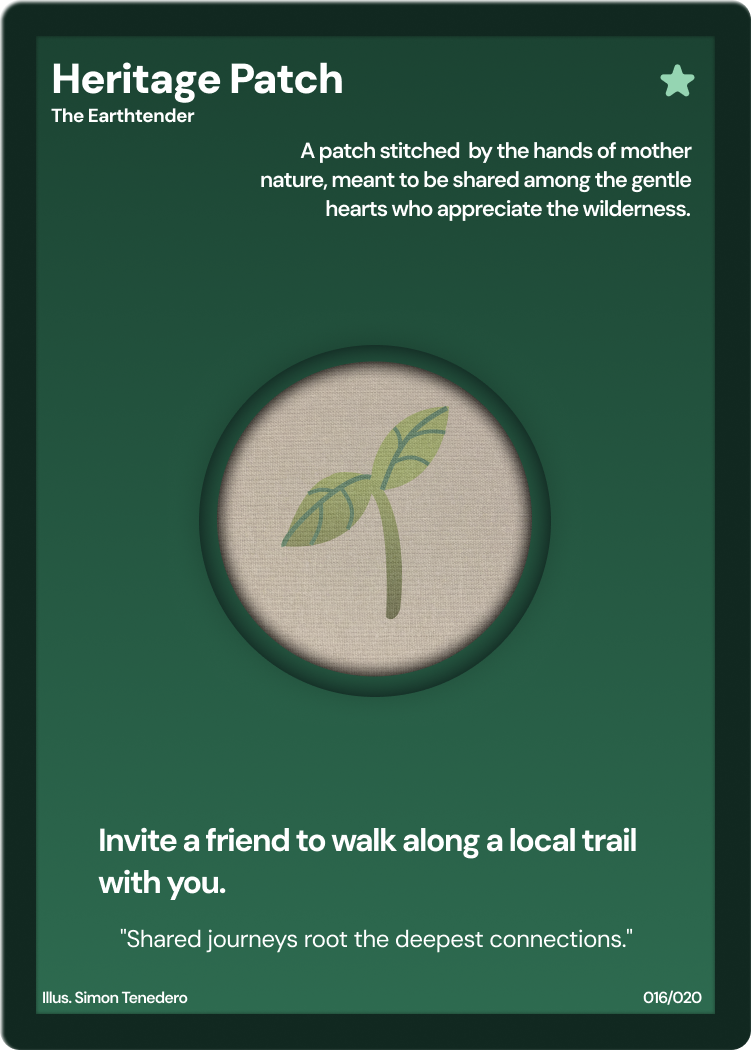 Heritage Patch
The Earthtender
A patch stitched  by the hands of mother
nature, meant to be shared among the gentle
hearts who appreciate the wilderness.
Invite a friend to walk along a local trail
with you.
"Shared journeys root the deepest connections."
Illus. Simon Tenedero
016/020